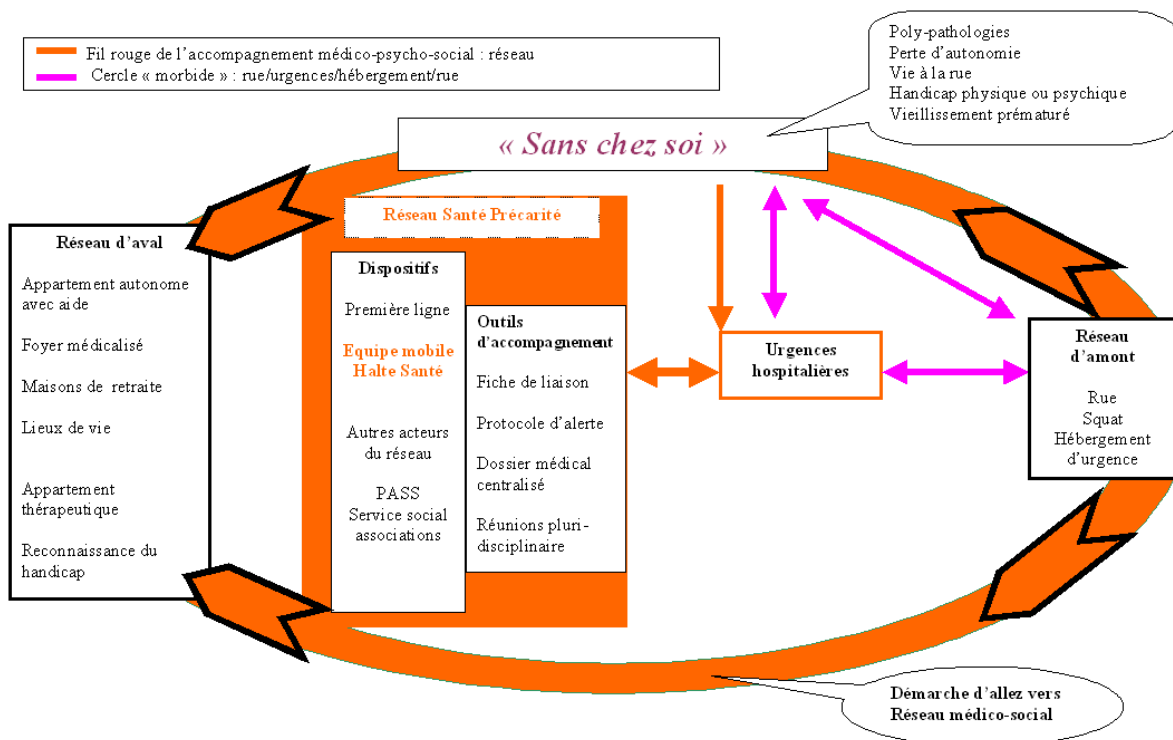 Fil rouge de l'accompagnement médico-psycho-social : réseau
Cercle « morbide » : rue/urgences/hébergement/rue
Poly-pathologies
Perte d'autonomie
Vie à la rue
Handicap physique ou psychique
Vieillissement prématuré
« Sans chez soi »
Réseau d'aval
Appartement autonome
avec aide
Foyer médicalisé
Maisons de retraite
Lieux de vie
Appartement
thérapeutique
Reconnaissance du
handicap
Réseau Santé Précarité
Dispositifs
Première ligne
Equipe mobile
Halte Santé
Autres acteurs
du réseau
PASS
Service social
associations
Outils
d'accompagnement
Fiche de liaison
Protocole d'alerte
Dossier médical
centralisé
Réunions pluri-
disciplinaire
Urgences
hospitalières
Réseau
d'amont
Rue
Squat
Hébergement
d'urgence
Démarche d'allez vers
Réseau médico-social